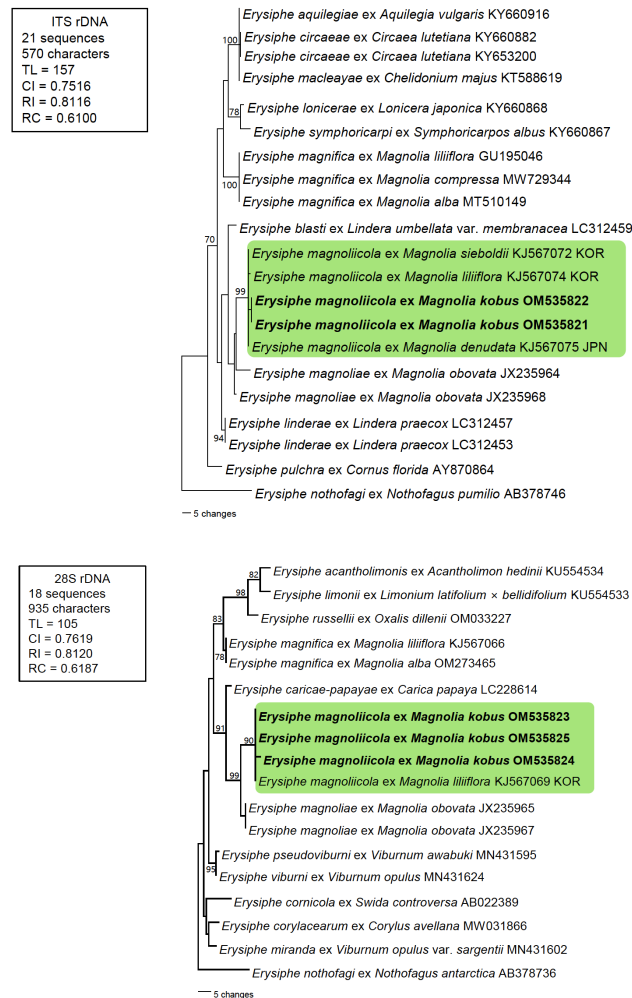 ITS rDNA
21 sequences
570 characters
TL = 157
CI = 0.7516
RI = 0.8116
RC = 0.6100
Erysiphe aquilegiae ex Aquilegia vulgaris KY660916
100
Erysiphe circaeae ex Circaea lutetiana KY660882
Erysiphe circaeae ex Circaea lutetiana KY653200
Erysiphe macleayae ex Chelidonium majus KT588619
78
Erysiphe lonicerae ex Lonicera japonica KY660868
Erysiphe symphoricarpi ex Symphoricarpos albus KY660867
Erysiphe magnifica ex Magnolia liliiflora GU195046
100
Erysiphe magnifica ex Magnolia compressa MW729344
Erysiphe magnifica ex Magnolia alba MT510149
70
Erysiphe blasti ex Lindera umbellata var. membranacea LC312459
Erysiphe magnoliicola ex Magnolia sieboldii KJ567072 KOR
Erysiphe magnoliicola ex Magnolia liliiflora KJ567074 KOR
99
Erysiphe magnoliicola ex Magnolia kobus OM535822
Erysiphe magnoliicola ex Magnolia kobus OM535821
Erysiphe magnoliicola ex Magnolia denudata KJ567075 JPN
Erysiphe magnoliae ex Magnolia obovata JX235964
Erysiphe magnoliae ex Magnolia obovata JX235968
Erysiphe linderae ex Lindera praecox LC312457
94
Erysiphe linderae ex Lindera praecox LC312453
Erysiphe pulchra ex Cornus florida AY870864
Erysiphe nothofagi ex Nothofagus pumilio AB378746
5 changes
28S rDNA
18 sequences
935 characters
TL = 105
CI = 0.7619
RI = 0.8120
RC = 0.6187
82
Erysiphe acantholimonis ex Acantholimon hedinii KU554534
98
Erysiphe limonii ex Limonium latifolium × bellidifolium KU554533
Erysiphe russellii ex Oxalis dillenii OM033227
83
Erysiphe magnifica ex Magnolia liliiflora KJ567066
78
Erysiphe magnifica ex Magnolia alba OM273465
Erysiphe caricae-papayae ex Carica papaya LC228614
91
Erysiphe magnoliicola ex Magnolia kobus OM535823
90
Erysiphe magnoliicola ex Magnolia kobus OM535825
Erysiphe magnoliicola ex Magnolia kobus OM535824
99
Erysiphe magnoliicola ex Magnolia liliiflora KJ567069 KOR
Erysiphe magnoliae ex Magnolia obovata JX235965
Erysiphe magnoliae ex Magnolia obovata JX235967
Erysiphe pseudoviburni ex Viburnum awabuki MN431595
95
Erysiphe viburni ex Viburnum opulus MN431624
Erysiphe cornicola ex Swida controversa AB022389
Erysiphe corylacearum ex Corylus avellana MW031866
Erysiphe miranda ex Viburnum opulus var. sargentii MN431602
Erysiphe nothofagi ex Nothofagus antarctica AB378736
5 changes